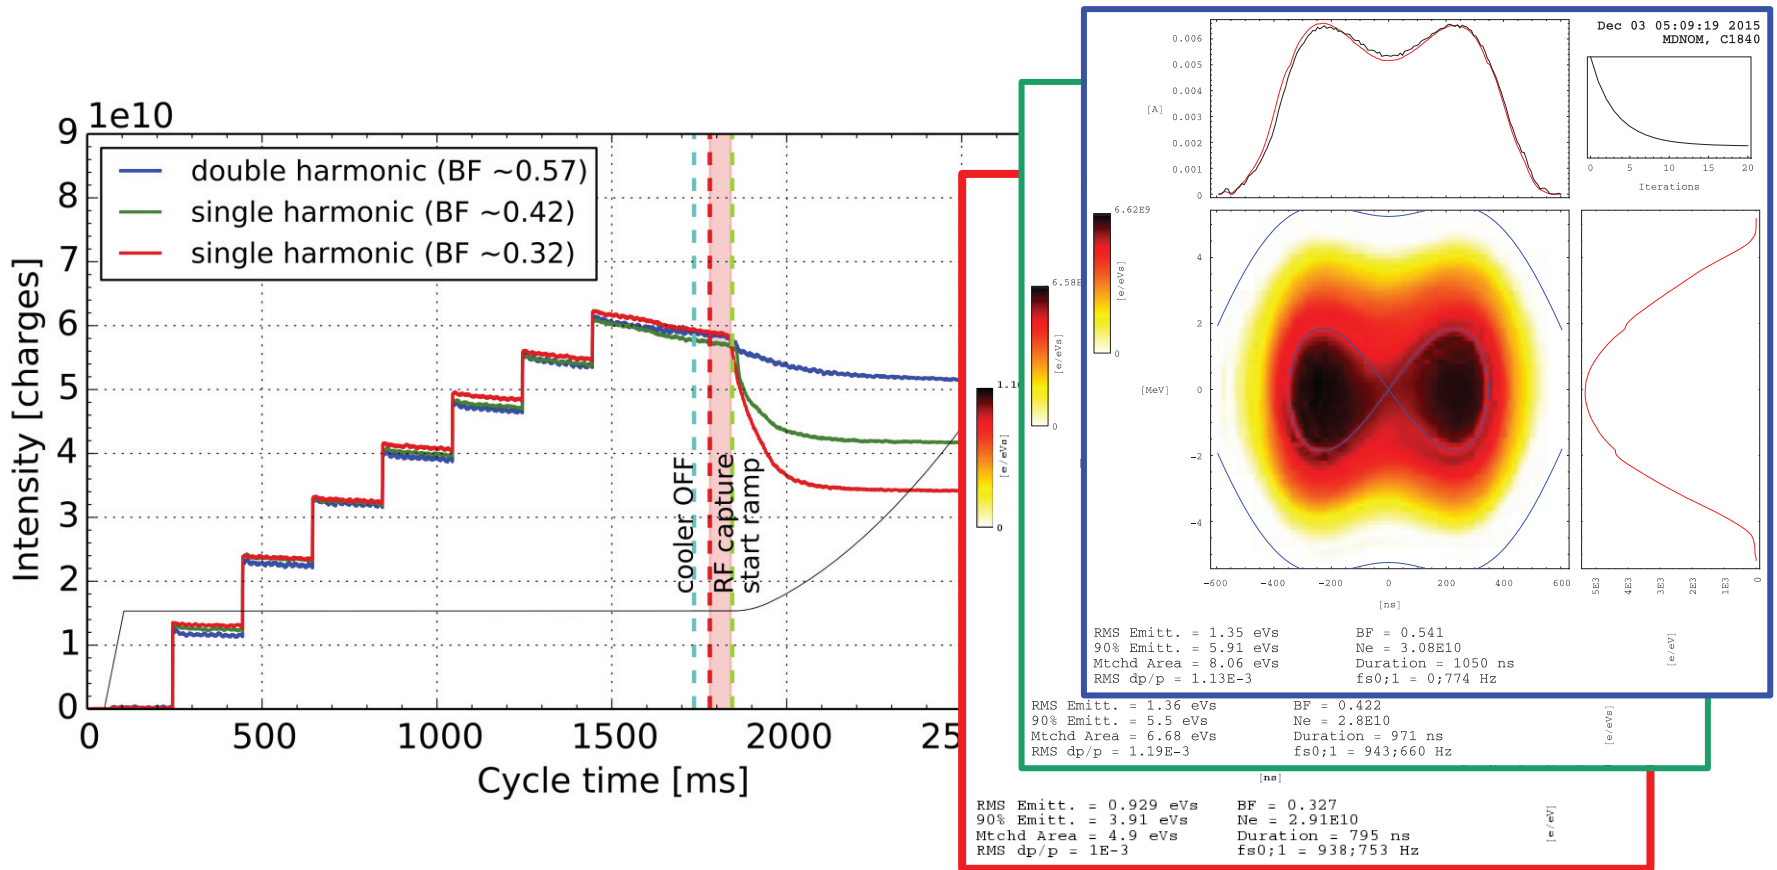 1e10
9
8
7
6
5
4
3
2
1
0
Intensity [charges]
double harmonic (BF ~0.57)
single harmonic (BF ~0.42)
single harmonic (BF ~0.32)
cooler OFF
RF capture
start ramp
0 500 1000 1500 2000
Cycle time [ms]
Dec 03 05:09:19 2015
MDNOM, C1840
0.006
0.005
0.004
0.003
0.002
0.001
0
[A]
0 5 10 15 20
Iterations
6.62E9
[e/eVs]
0
4
2
0
-2
-4
[MeV]
-600 -400 -200 0 200 400 600
[ns]
5E3 4E3 3E3 2E3 1E3 0
[e/eV]
RMS Emitt. = 1.35 eVs BF = 0.541
90% Emitt. = 5.91 eVs Ne = 3.08E10
Mtchd Area = 8.06 eVs Duration = 1050 ns
RMS dp/p = 1.13E-3 fs0;1 = 0;774 Hz
[e/eVs]
0
RMS Emitt. = 1.36 eVs BF = 0.422
90% Emitt. = 5.5 eVs Ne = 2.8E10
Mtchd Area = 6.68 eVs Duration = 971 ns
RMS dp/p = 1.19E-3 fs0;1 = 943;660 Hz
[e/eVs]
[e/eVs]
0
[ns]
RMS Emitt. = 0.929 eVs BF = 0.327
90% Emitt. = 3.91 eVs Ne = 2.91E10
Mtchd Area = 4.9 eVs Duration = 795 ns
RMS dp/p = 1E-3 fs0;1 = 938;753 Hz
[e/eV]